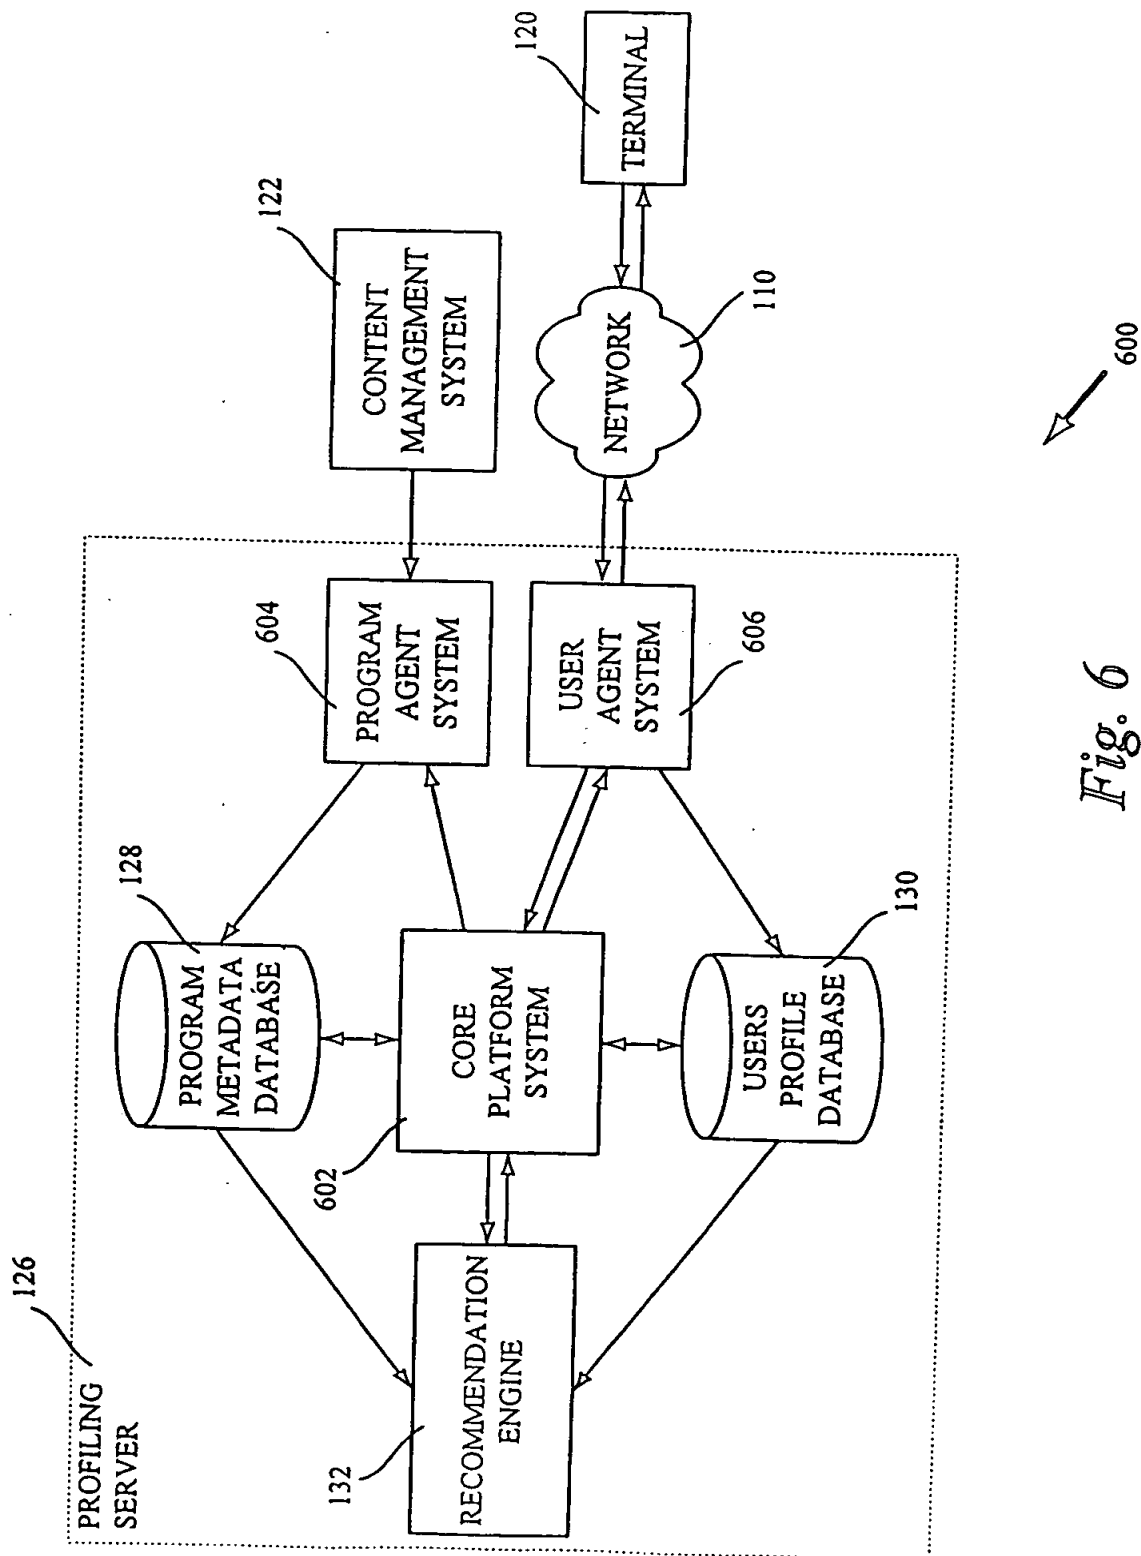 PROFILING
SERVER
126
PROGRAM
METADATA
DATABASE
128
PROGRAM
AGENT
SYSTEM
604
CONTENT
MANAGEMENT
SYSTEM
122
RECOMMENDATION
ENGINE
132
CORE
PLATFORM
SYSTEM
602
USER
AGENT
SYSTEM
606
NETWORK
110
TERMINAL
120
USERS
PROFILE
DATABASE
130
600
Fig. 6